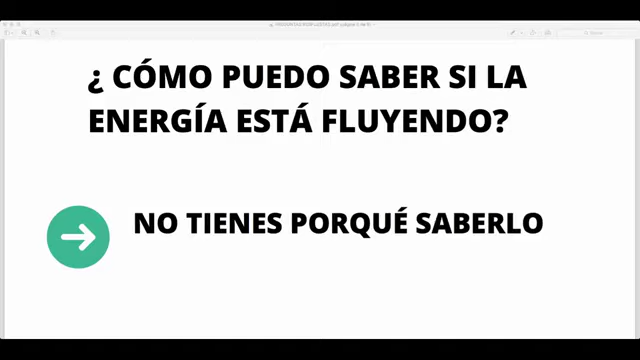 ¿ CÓMO PUEDO SABER SI LA
ENERGÍA ESTÁ FLUYENDO?
NO TIENES PORQUÉ SABERLO